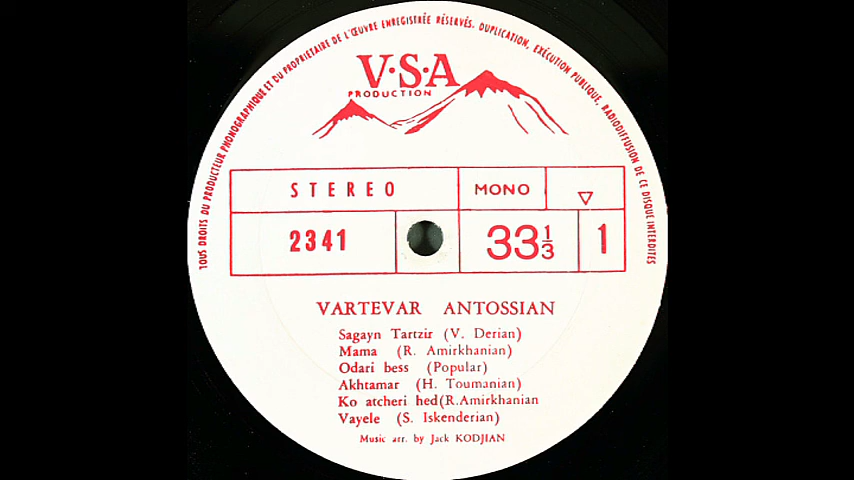 TOUS DROITS DU PRODUCTEUR PHONOGRAPHIQUE ET DU PROPRIETAIRE DE L'ŒUVRE ENREGISTRÉE RÉSERVÉS. DUPLICATION, EXÉCUTION PUBLIQUE, RADIODIFFUSION DE CE DISQUE INTERDITES
V·S·A
PRODUCTION
STEREO MONO
2341 33⅓ 1
VARTEVAR ANTOSSIAN
Sagayn Tartzir (V. Derian)
Mama (R. Amirkhanian)
Odari bess (Popular)
Akhtamar (H. Toumanian)
Ko atcheri hed(R.Amirkhanian
Vayele (S. Iskenderian)
Music arr. by Jack KODJIAN